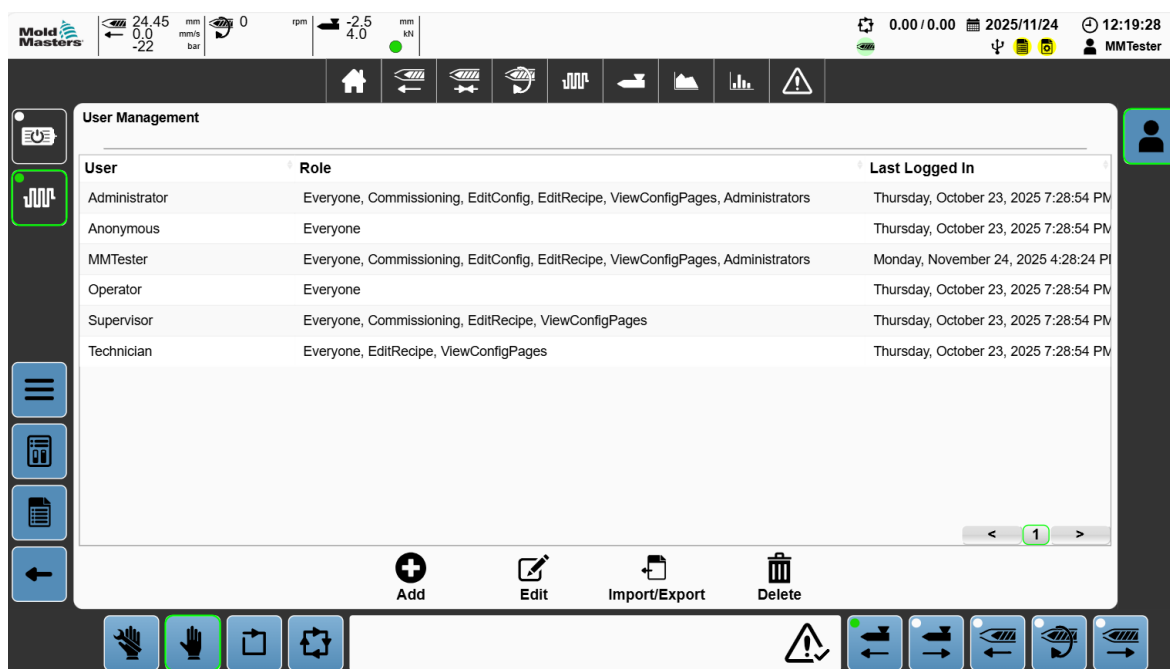 Mold
Masters
24.45 mm 0 rpm -2.5 mm
0.0 mm/s 4.0 kN
-22 bar
0.00 / 0.00 2025/11/24 12:19:28
MMTester
User Management
User Role Last Logged In
Administrator Everyone, Commissioning, EditConfig, EditRecipe, ViewConfigPages, Administrators Thursday, October 23, 2025 7:28:54 PM
Anonymous Everyone Thursday, October 23, 2025 7:28:54 PM
MMTester Everyone, Commissioning, EditConfig, EditRecipe, ViewConfigPages, Administrators Monday, November 24, 2025 4:28:24 PM
Operator Everyone Thursday, October 23, 2025 7:28:54 PM
Supervisor Everyone, Commissioning, EditRecipe, ViewConfigPages Thursday, October 23, 2025 7:28:54 PM
Technician Everyone, EditRecipe, ViewConfigPages Thursday, October 23, 2025 7:28:54 PM
< 1 >
Add Edit Import/Export Delete